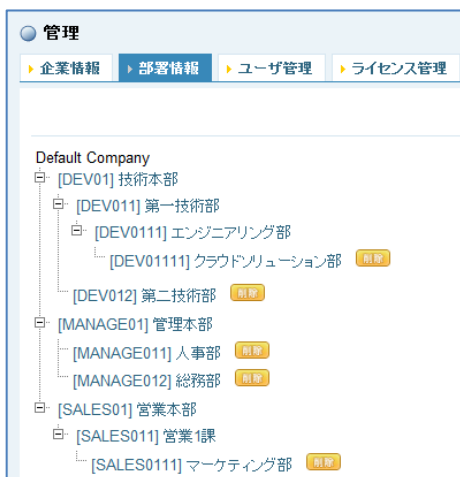 管理
企業情報 部署情報 ユーザ管理 ライセンス管理
Default Company
[DEV01] 技術本部
[DEV011] 第一技術部
[DEV0111] エンジニアリング部
[DEV01111] クラウドソリューション部 削除
[DEV012] 第二技術部 削除
[MANAGE01] 管理本部
[MANAGE011] 人事部 削除
[MANAGE012] 総務部 削除
[SALES01] 営業本部
[SALES011] 営業1課
[SALES0111] マーケティング部 削除